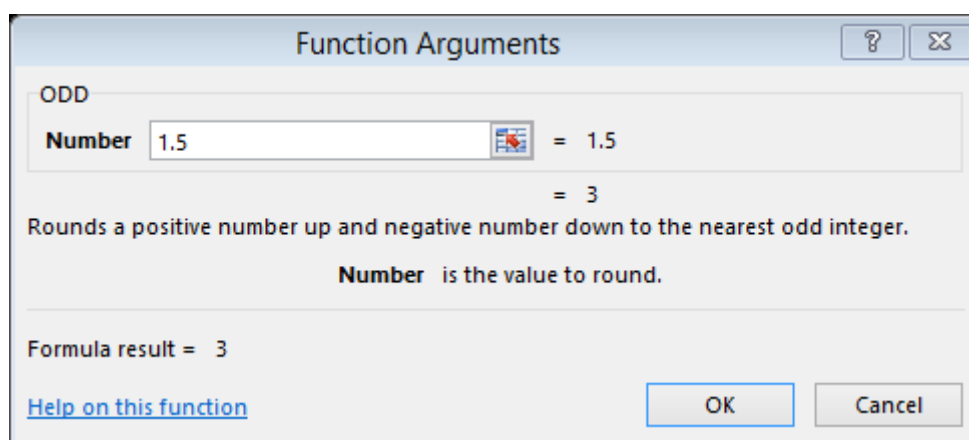 Function Arguments
ODD
Number 1.5 = 1.5
= 3
Rounds a positive number up and negative number down to the nearest odd integer.
Number is the value to round.
Formula result = 3
Help on this function OK Cancel